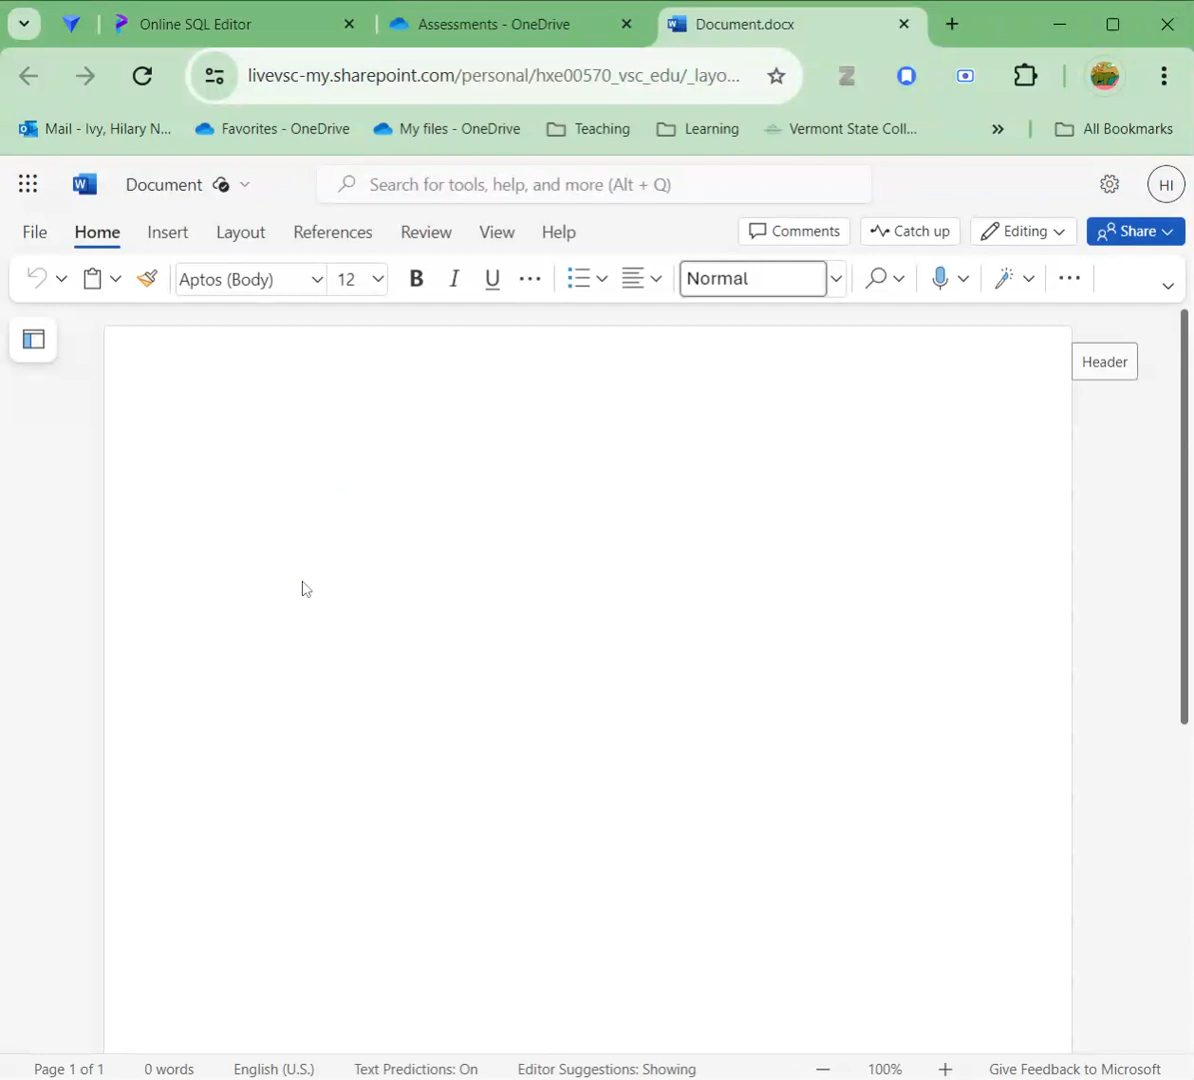 Online SQL Editor
Assessments - OneDrive
Document.docx
livevsc-my.sharepoint.com/personal/hxe00570_vsc_edu/_layo...
Mail - Ivy, Hilary N...
Favorites - OneDrive
My files - OneDrive
Teaching
Learning
Vermont State Coll...
»
All Bookmarks
Document
Search for tools, help, and more (Alt + Q)
HI
File
Home
Insert
Layout
References
Review
View
Help
Comments
Catch up
Editing
Share
Aptos (Body)
12
B
I
U
Normal
Header
Page 1 of 1
0 words
English (U.S.)
Text Predictions: On
Editor Suggestions: Showing
100%
Give Feedback to Microsoft